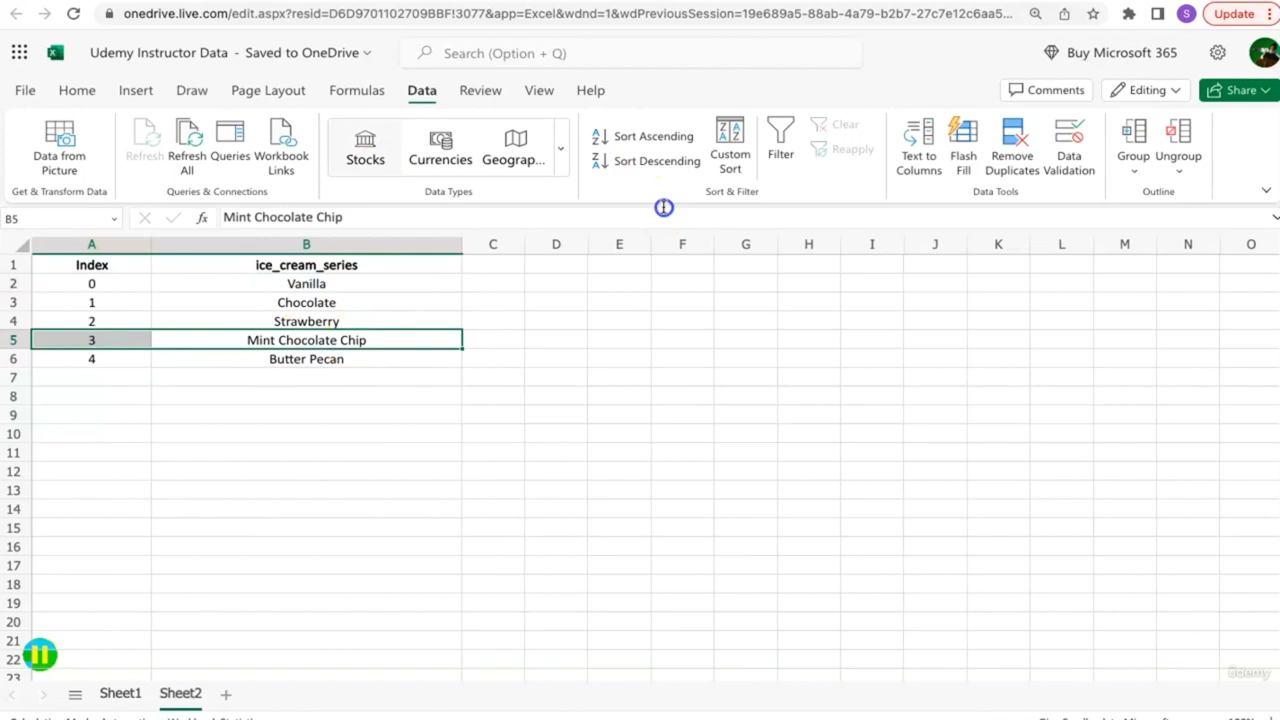 onedrive.live.com/edit.aspx?resid=D6D9701102709BBF!3077&app=Excel&wdnd=1&wdPreviousSession=19e689a5-88ab-4a79-b2b7-27c7e12c6aa5... S Update
Udemy Instructor Data - Saved to OneDrive Search (Option + Q) Buy Microsoft 365
File Home Insert Draw Page Layout Formulas Data Review View Help Comments Editing Share
Data from Picture Refresh Refresh All Queries Workbook Links Stocks Currencies Geograp... Sort Ascending Sort Descending Custom Sort Filter Clear Reapply Text to Columns Flash Fill Remove Duplicates Data Validation Group Ungroup
Get & Transform Data Queries & Connections Data Types Sort & Filter Data Tools Outline
B5 fx Mint Chocolate Chip
A B C D E F G H I J K L M N O
1 Index ice_cream_series
2 0 Vanilla
3 1 Chocolate
4 2 Strawberry
5 3 Mint Chocolate Chip
6 4 Butter Pecan
7
8
9
10
11
12
13
14
15
16
17
18
19
20
21
22
23
ûdemy
Sheet1 Sheet2